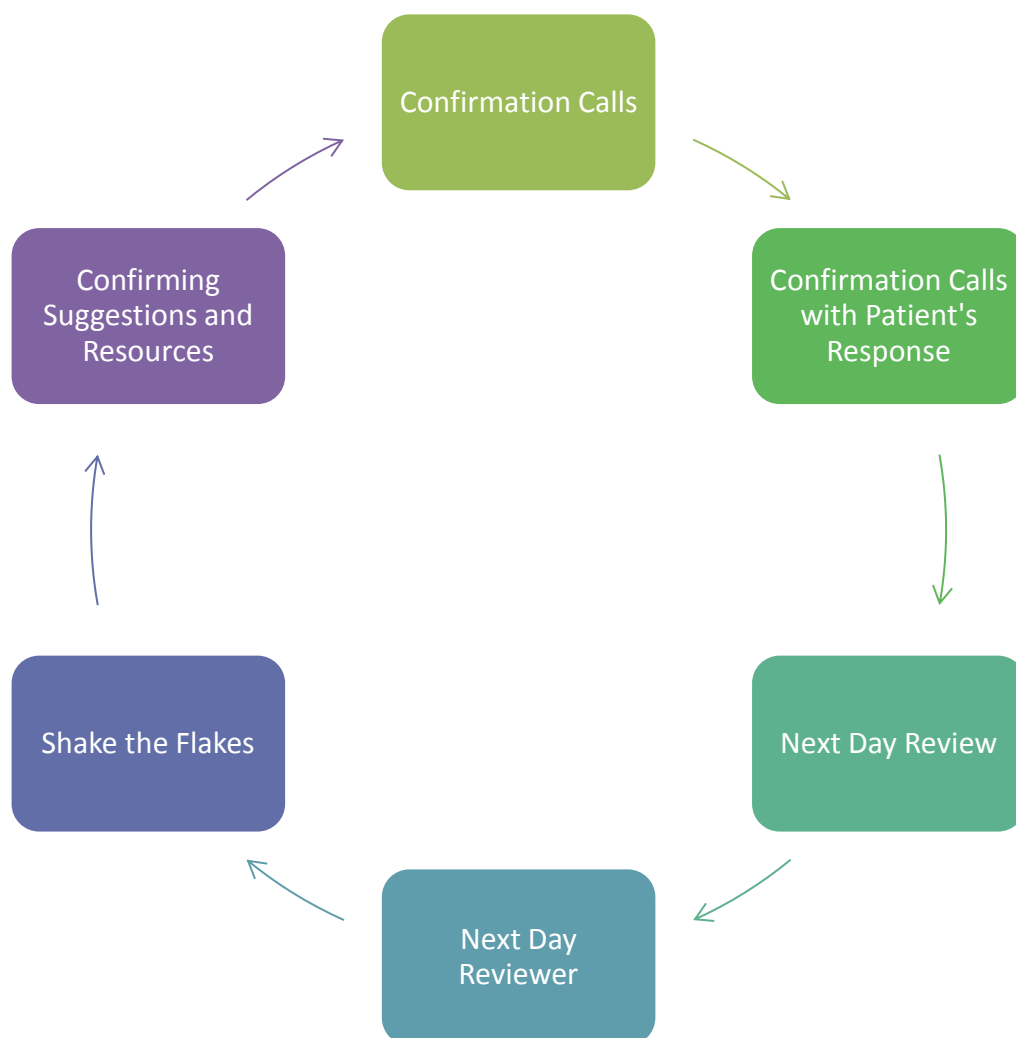 Confirmation Calls
Confirmation Calls
with Patient's
Response
Next Day Review
Next Day
Reviewer
Shake the Flakes
Confirming
Suggestions and
Resources